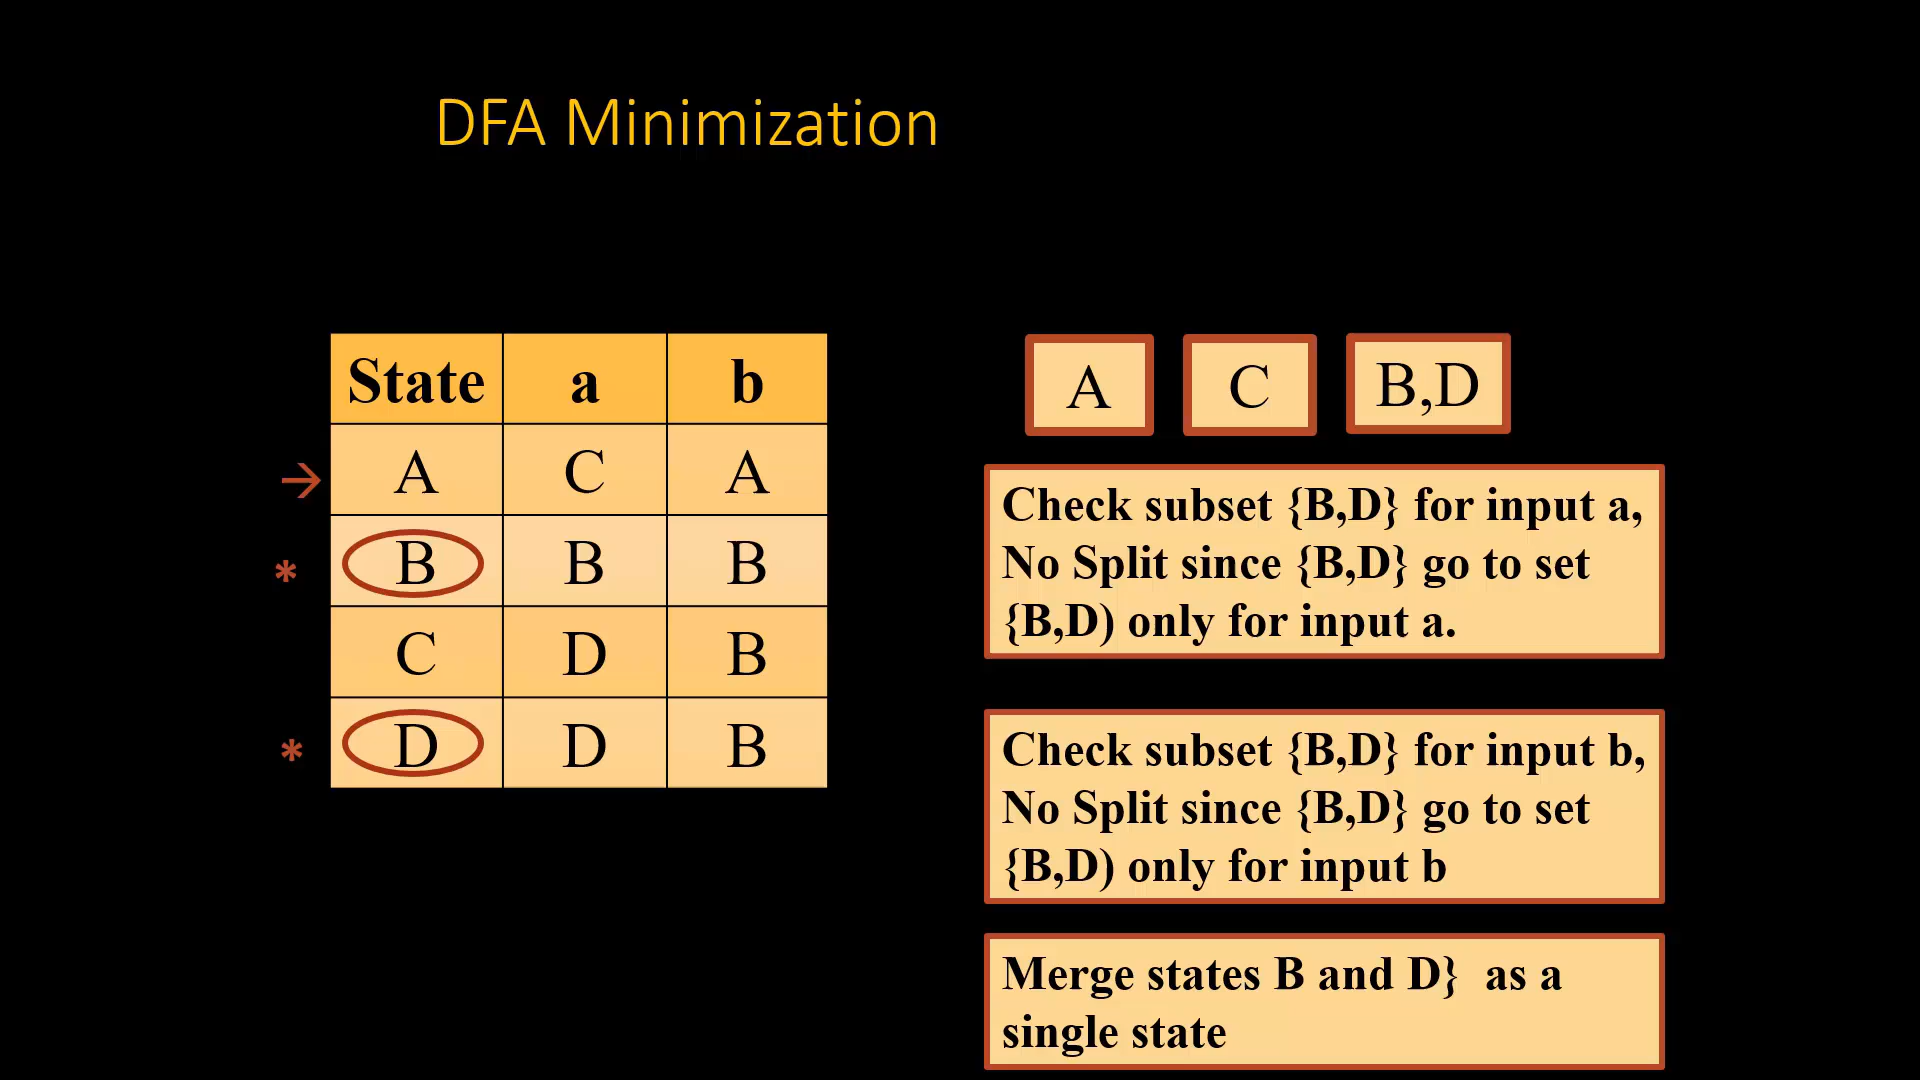 DFA Minimization
State a b
→ A C A
* B B B
C D B
* D D B
A C B,D
Check subset {B,D} for input a,
No Split since {B,D} go to set
{B,D) only for input a.
Check subset {B,D} for input b,
No Split since {B,D} go to set
{B,D) only for input b
Merge states B and D}  as a
single state